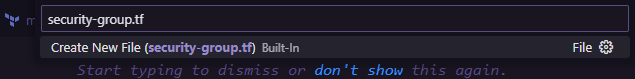 security-group.tf
Create New File (security-group.tf) Built-In File
Start typing to dismiss or don't show this again.